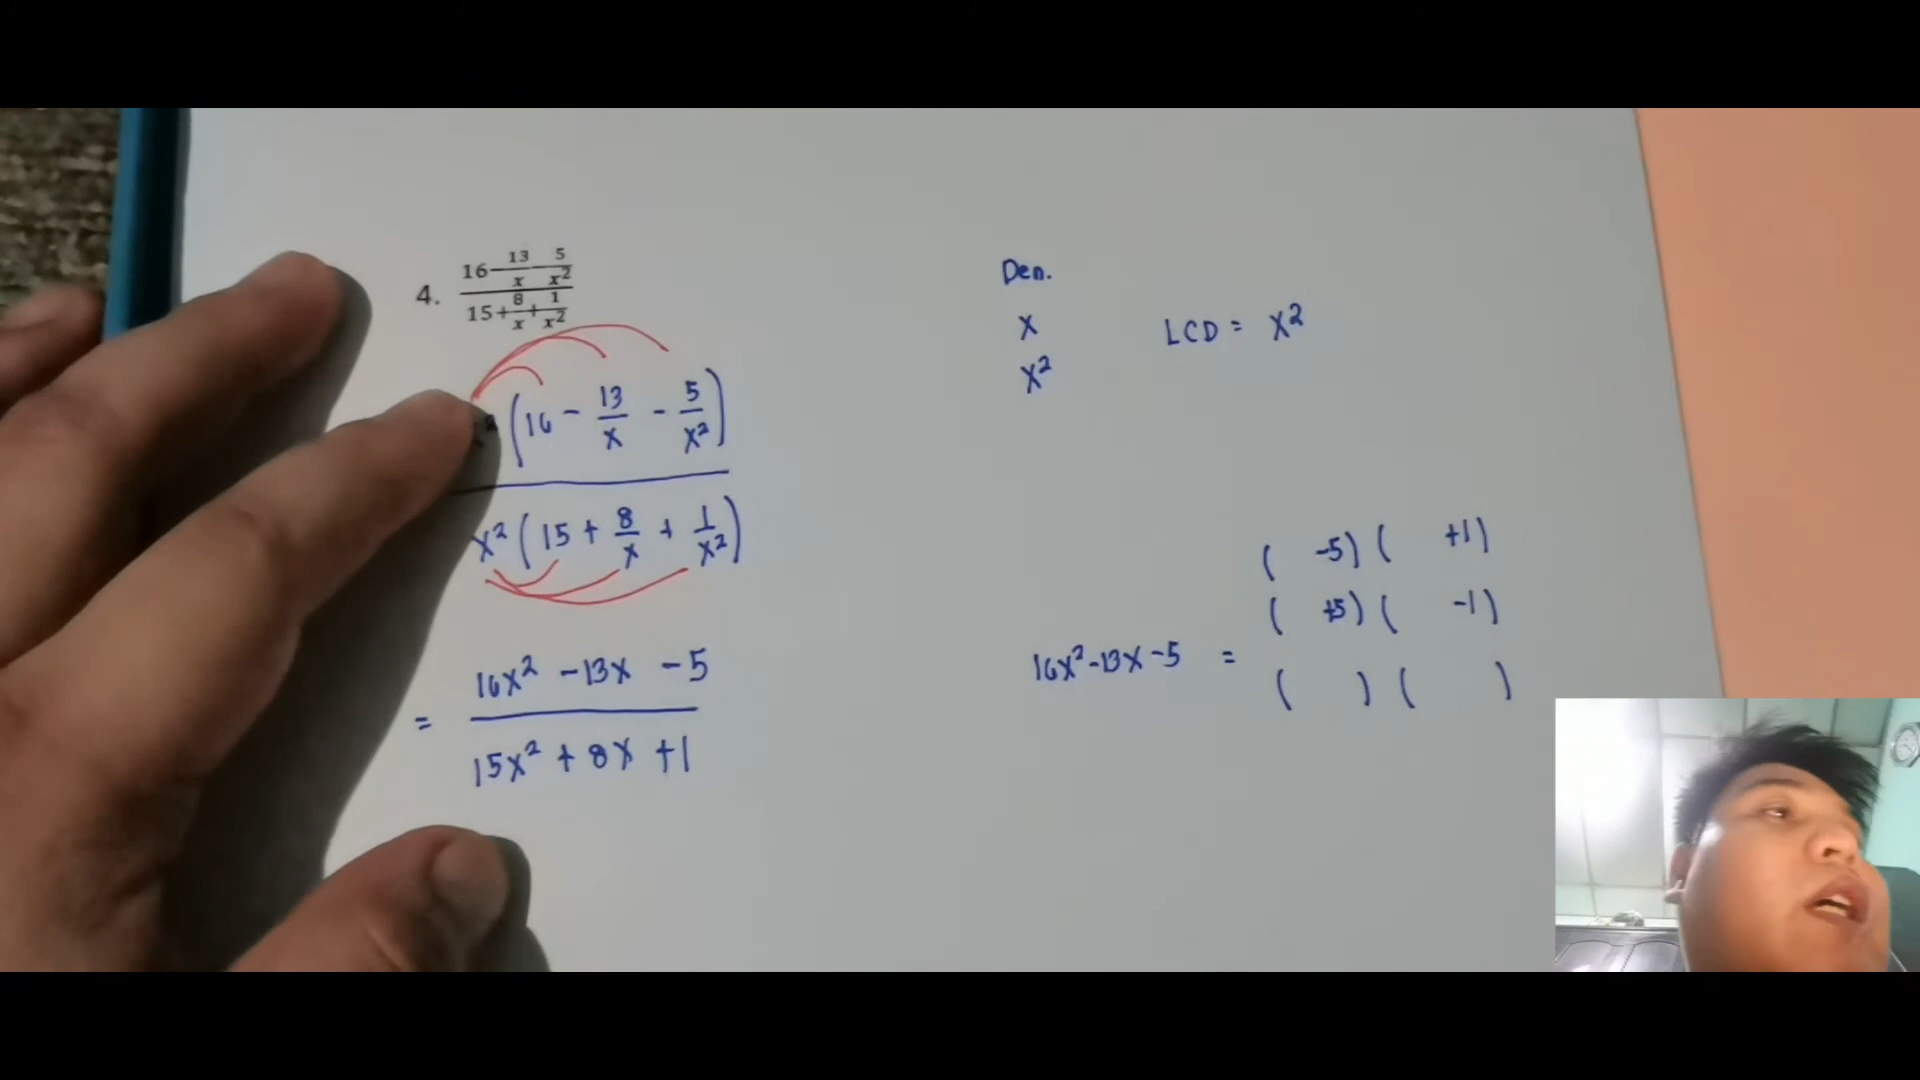 4. (16 - 13/x - 5/x²) / (15 + 8/x + 1/x²)
x² (16 - 13/x - 5/x²)
x² (15 + 8/x + 1/x²)
= (16x² - 13x - 5) / (15x² + 8x + 1)
Den.
x
x²
LCD = x²
( -5) ( +1)
( +5) ( -1)
16x² - 13x - 5 = ( ) ( )